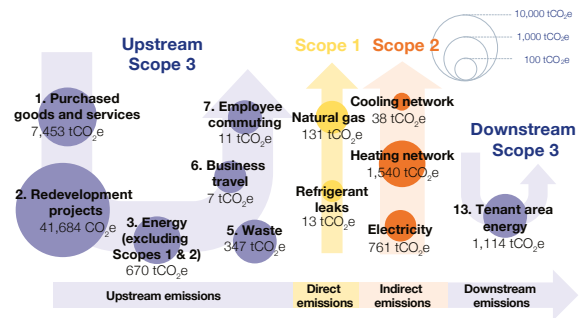 Upstream
Scope 3
Scope 1
Scope 2
10,000 tCO₂e
1,000 tCO₂e
100 tCO₂e
1. Purchased
goods and services
7,453 tCO₂e
2. Redevelopment
projects
41,684 CO₂e
3. Energy
(excluding
Scopes 1 & 2)
670 tCO₂e
7. Employee
commuting
11 tCO₂e
6. Business
travel
7 tCO₂e
5. Waste
347 tCO₂e
Natural gas
131 tCO₂e
Refrigerant
leaks
13 tCO₂e
Cooling network
38 tCO₂e
Heating network
1,540 tCO₂e
Electricity
761 tCO₂e
Downstream
Scope 3
13. Tenant area
energy
1,114 tCO₂e
Upstream emissions
Direct
emissions
Indirect
emissions
Downstream
emissions